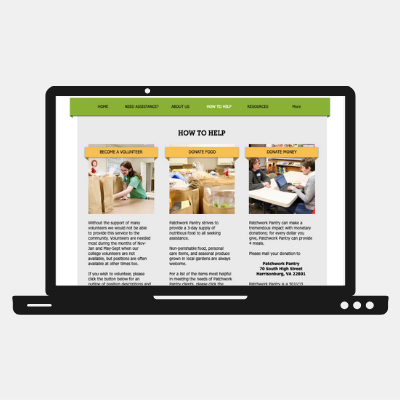 HOME NEED ASSISTANCE? ABOUT US HOW TO HELP RESOURCES More
HOW TO HELP
BECOME A VOLUNTEER!
Without the support of many
volunteers we would not be able
to provide this service to the
community. Volunteers are needed
most during the months of Nov-
Jan and May-Sept when our
college volunteers are not
available, but positions are often
available at other times too.
If you wish to volunteer, please
click the button below for an
outline of position descriptions and
DONATE FOOD
Patchwork Pantry strives to
provide a 3-day supply of
nutritious food to all seeking
assistance.
Non-perishable food, personal
care items, and seasonal produce
grown in local gardens are always
welcome.
For a list of the items most helpful
in meeting the needs of Patchwork
Pantry clients, please click the
DONATE MONEY
Patchwork Pantry can make a
tremendous impact with monetary
donations; for every dollar you
give, Patchwork Pantry can provide
4 meals.
Please mail your donation to
Patchwork Pantry
70 South High Street
Harrisonburg, VA 22801
Patchwork Pantry is a